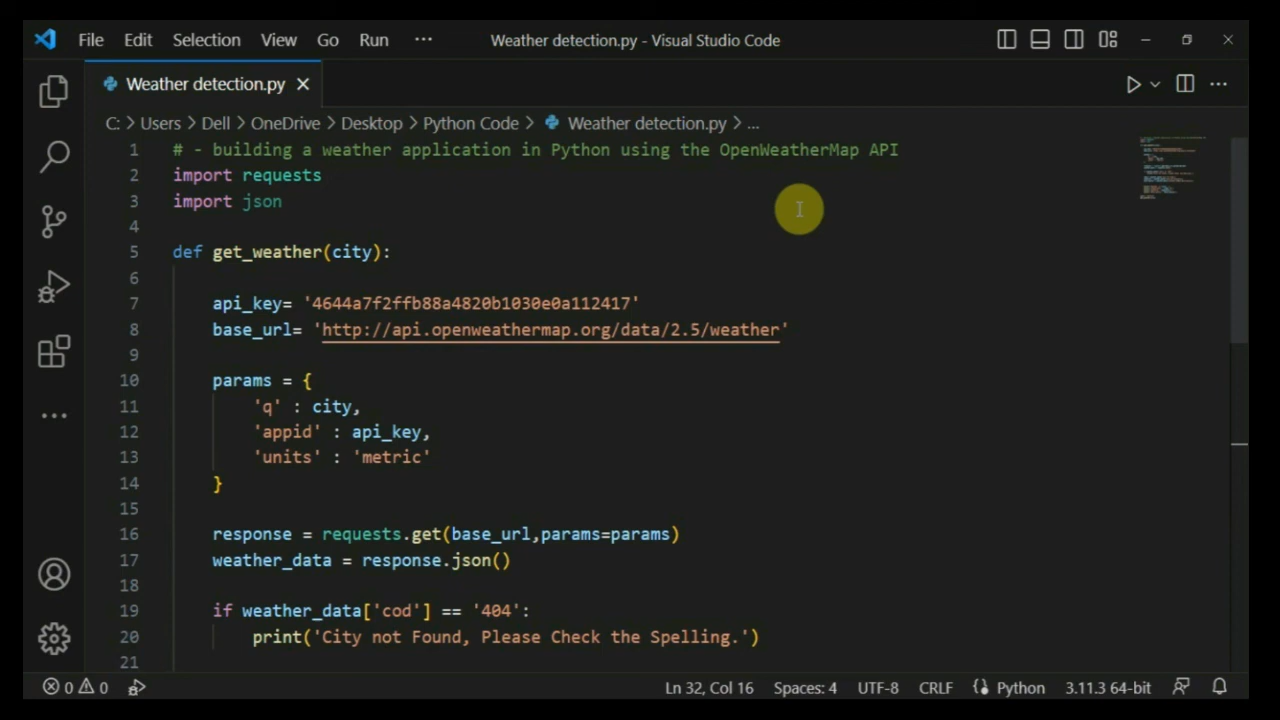 File Edit Selection View Go Run ··· Weather detection.py - Visual Studio Code
Weather detection.py
C: > Users > Dell > OneDrive > Desktop > Python Code > Weather detection.py > ...
1 # - building a weather application in Python using the OpenWeatherMap API
2 import requests
3 import json
4
5 def get_weather(city):
6
7 api_key= '4644a7f2ffb88a4820b1030e0a112417'
8 base_url= 'http://api.openweathermap.org/data/2.5/weather'
9
10 params = {
11 'q' : city,
12 'appid' : api_key,
13 'units' : 'metric'
14 }
15
16 response = requests.get(base_url,params=params)
17 weather_data = response.json()
18
19 if weather_data['cod'] == '404':
20 print('City not Found, Please Check the Spelling.')
21
0 0 Ln 32, Col 16 Spaces: 4 UTF-8 CRLF Python 3.11.3 64-bit